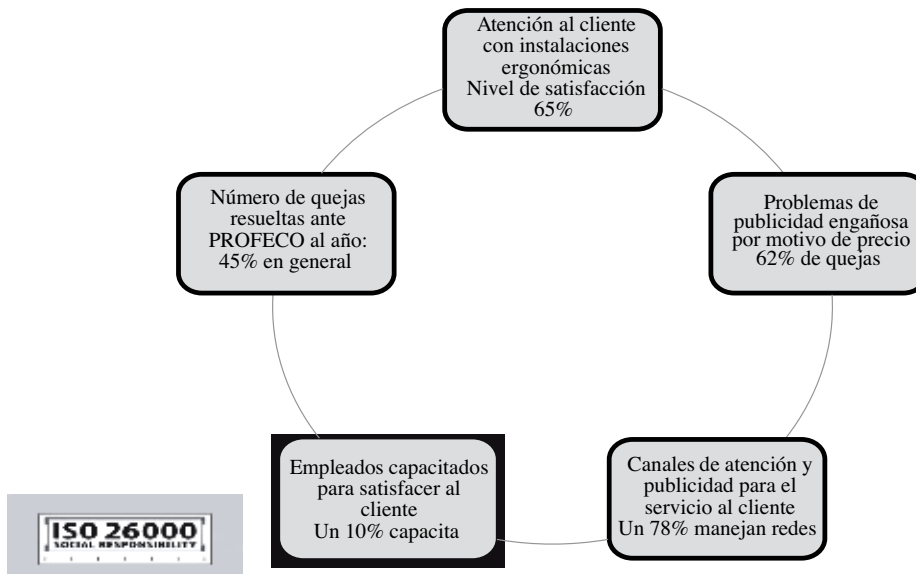 Atención al cliente
con instalaciones
ergonómicas
Nivel de satisfacción
65%
Número de quejas
resueltas ante
PROFECO al año:
45% en general
Problemas de
publicidad engañosa
por motivo de precio
62% de quejas
Empleados capacitados
para satisfacer al
cliente
Un 10% capacita
Canales de atención y
publicidad para el
servicio al cliente
Un 78% manejan redes
ISO 26000
SOCIAL RESPONSIBILITY